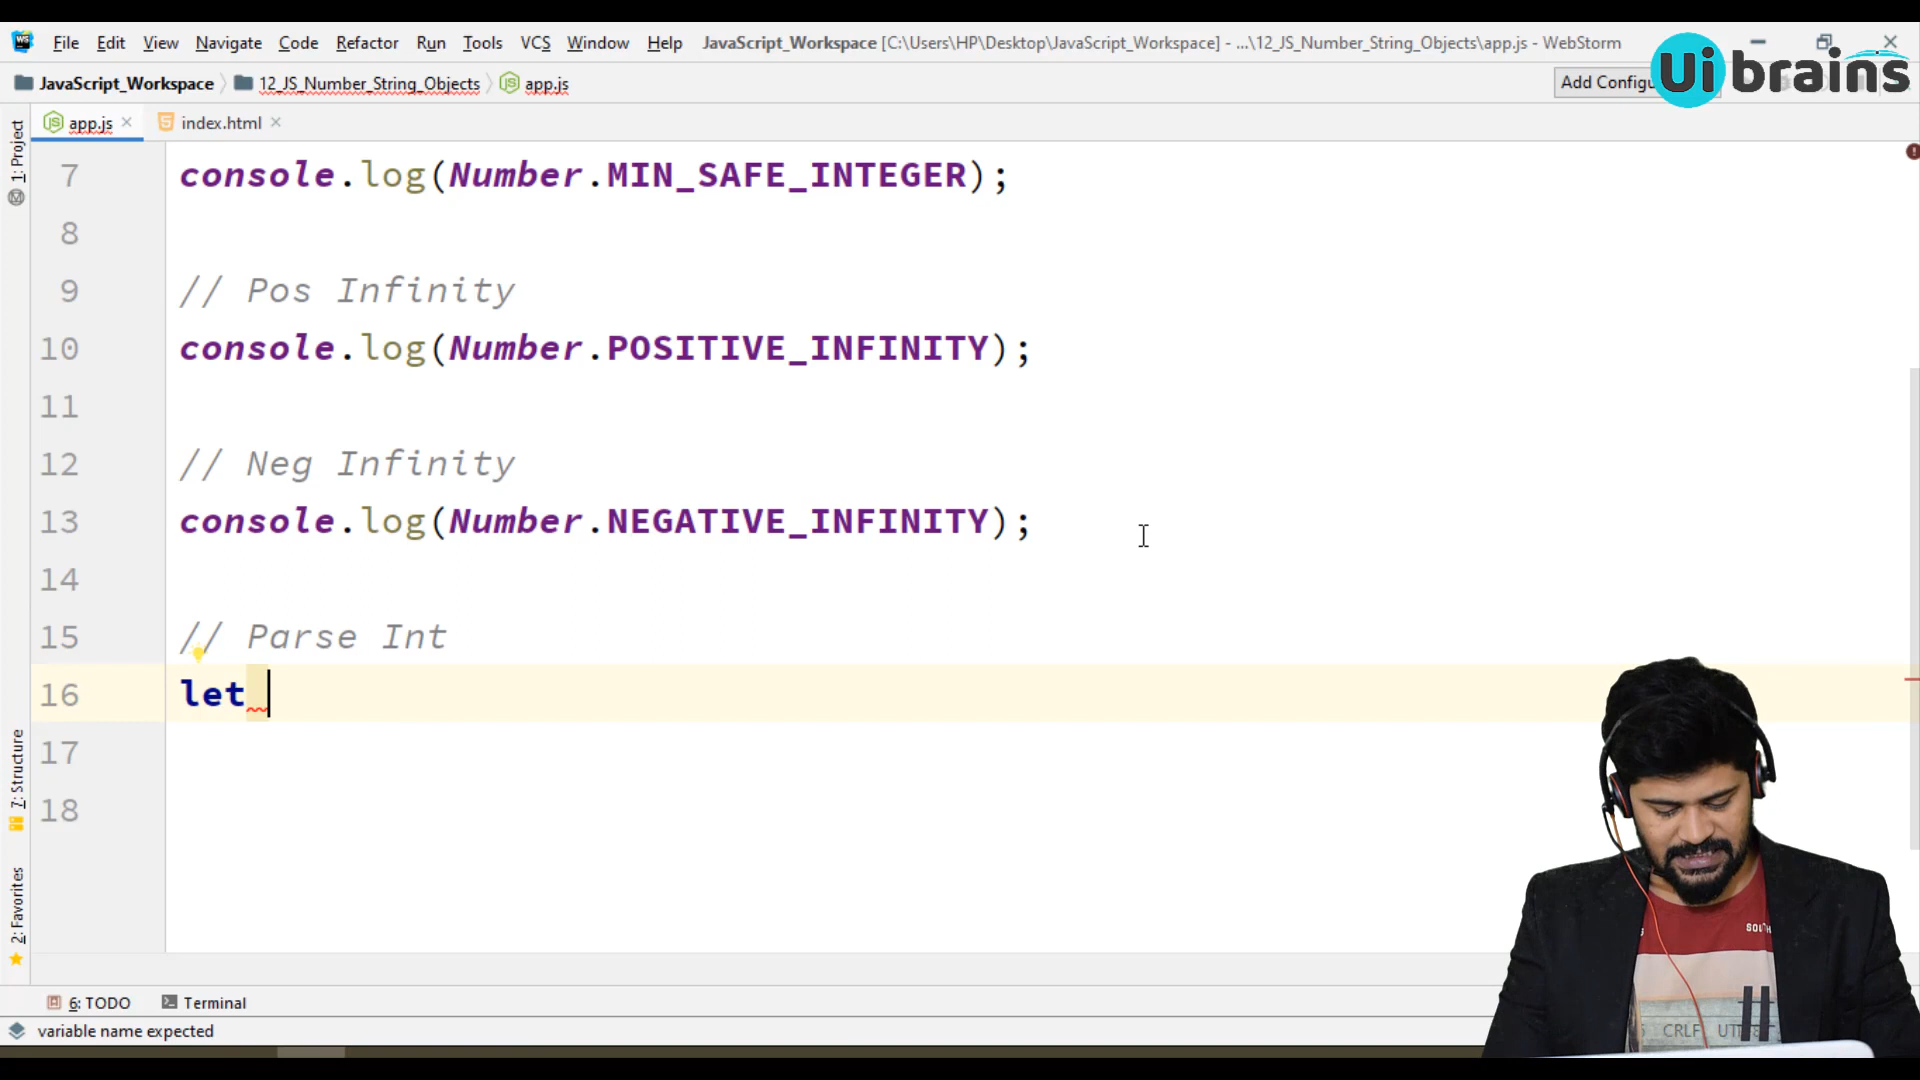 File Edit View Navigate Code Refactor Run Tools VCS Window Help JavaScript_Workspace [C:\Users\HP\Desktop\JavaScript_Workspace] - ...\12_JS_Number_String_Objects\app.js - WebStorm
JavaScript_Workspace 12_JS_Number_String_Objects app.js Add Configu
Ui brains
app.js index.html
1: Project
7 console.log(Number.MIN_SAFE_INTEGER);
8
9 // Pos Infinity
10 console.log(Number.POSITIVE_INFINITY);
11
12 // Neg Infinity
13 console.log(Number.NEGATIVE_INFINITY);
14
15 // Parse Int
16 let
17
18
7: Structure
2: Favorites
6: TODO Terminal
variable name expected
CRLF